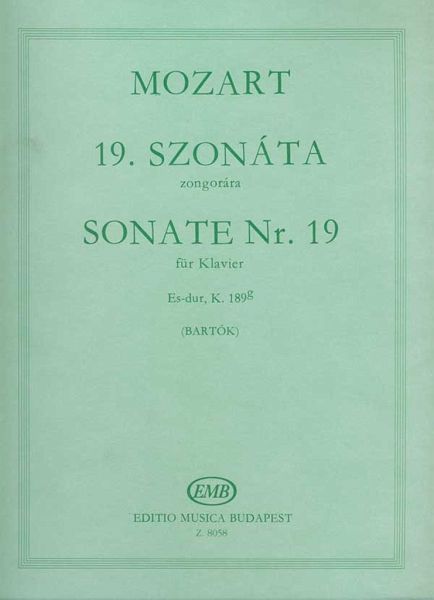 MOZART
19. SZONÁTA
zongorára
SONATE Nr. 19
für Klavier
Es-dur, K. 189g
(BARTÓK)
EMB
EDITIO MUSICA BUDAPEST
Z. 8058